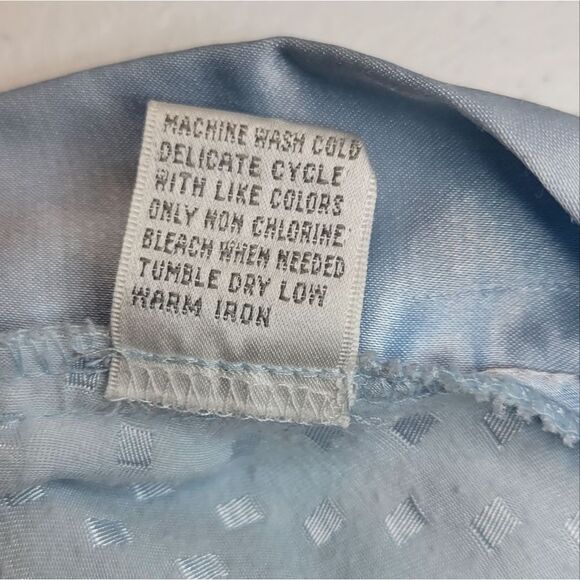 MACHINE WASH COLD
DELICATE CYCLE
WITH LIKE COLORS
ONLY NON CHLORINE
BLEACH WHEN NEEDED
TUMBLE DRY LOW
WARM IRON